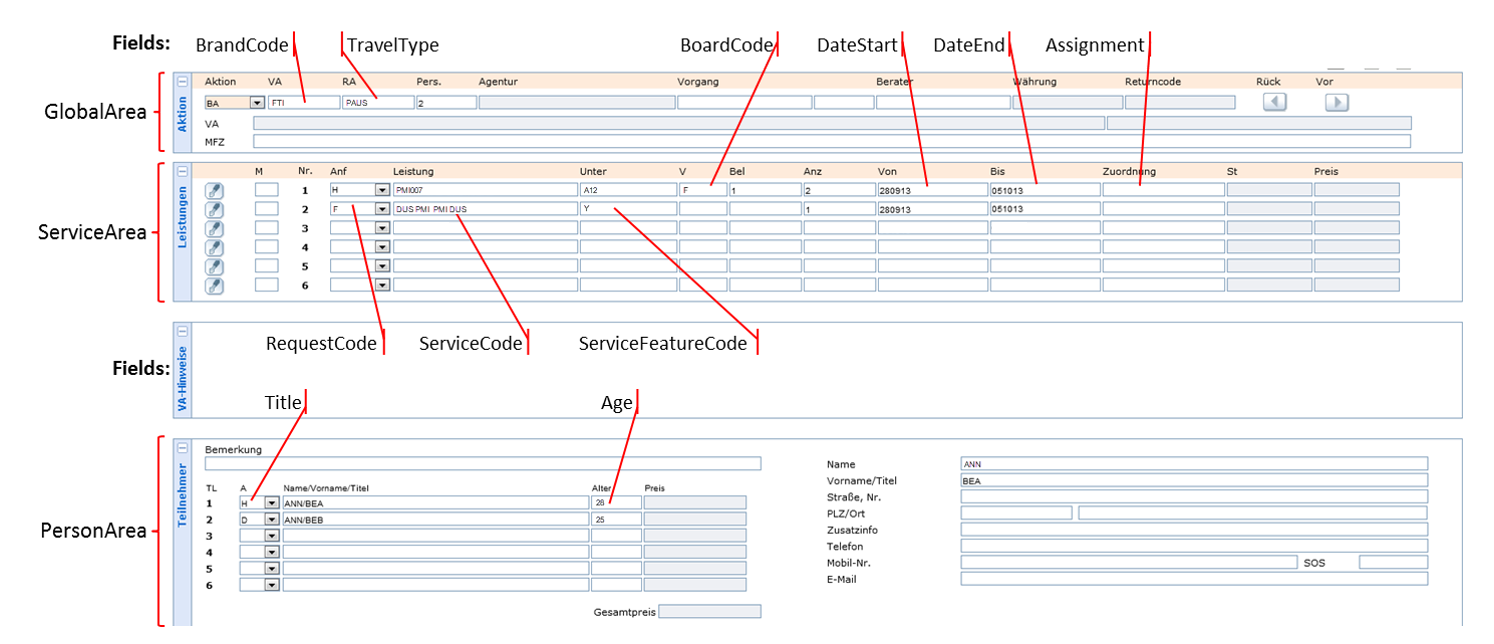 Fields: BrandCode TravelType BoardCode DateStart DateEnd Assignment
GlobalArea
Aktion
Aktion VA RA Pers. Agentur Vorgang Berater Währung Returncode Rück Vor
BA FTI PAUS 2
VA
MFZ
ServiceArea
Leistungen
M Nr. Anf Leistung Unter V Bel Anz Von Bis Zuordnung St Preis
1 H PMI007 A12 F 1 2 280913 051013
2 F DUS PMI PMI DUS Y 1 280913 051013
3
4
5
6
RequestCode ServiceCode ServiceFeatureCode
Fields:
VA-Hinweise
Title Age
PersonArea
Teilnehmer
Bemerkung
TL A Name/Vorname/Titel Alter Preis
1 H ANN/BEA 28
2 D ANN/BEB 25
3
4
5
6
Gesamtpreis
Name ANN
Vorname/Titel BEA
Straße, Nr.
PLZ/Ort
Zusatzinfo
Telefon
Mobil-Nr. SOS
E-Mail